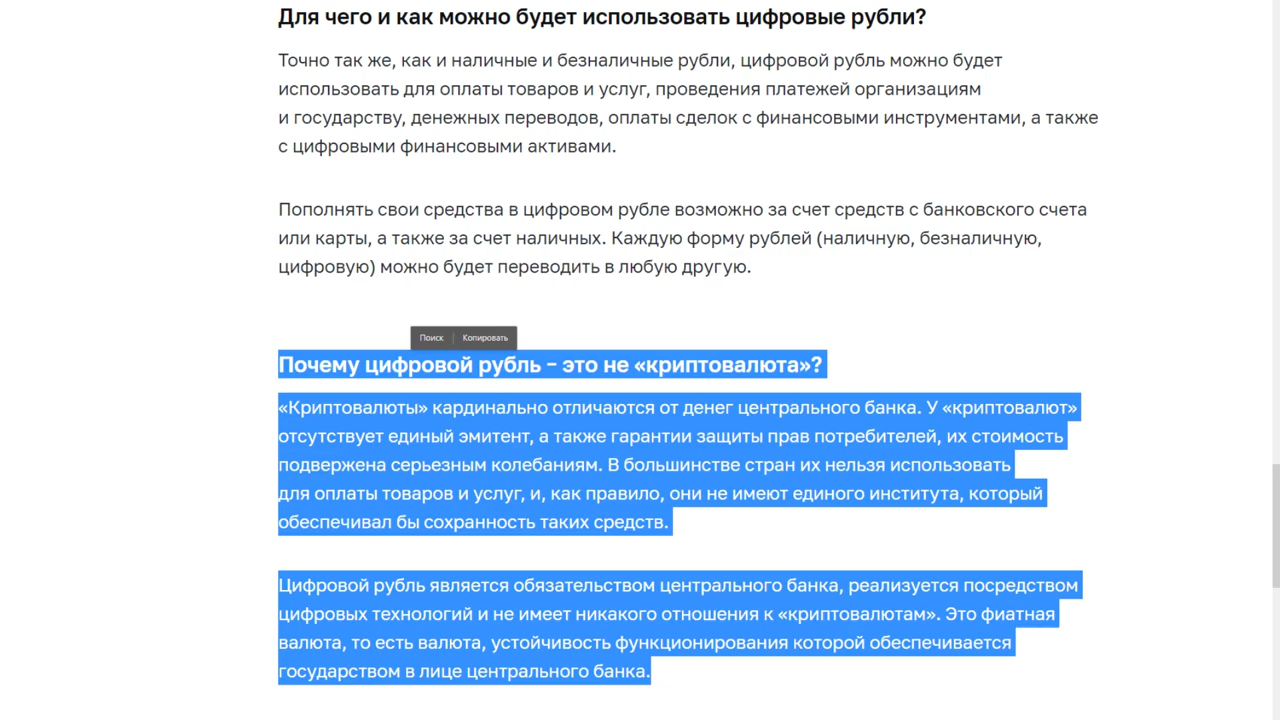 Для чего и как можно будет использовать цифровые рубли?
Точно так же, как и наличные и безналичные рубли, цифровой рубль можно будет
использовать для оплаты товаров и услуг, проведения платежей организациям
и государству, денежных переводов, оплаты сделок с финансовыми инструментами, а также
с цифровыми финансовыми активами.
Пополнять свои средства в цифровом рубле возможно за счет средств с банковского счета
или карты, а также за счет наличных. Каждую форму рублей (наличную, безналичную,
цифровую) можно будет переводить в любую другую.
Поиск Копировать
Почему цифровой рубль – это не «криптовалюта»?
«Криптовалюты» кардинально отличаются от денег центрального банка. У «криптовалют»
отсутствует единый эмитент, а также гарантии защиты прав потребителей, их стоимость
подвержена серьезным колебаниям. В большинстве стран их нельзя использовать
для оплаты товаров и услуг, и, как правило, они не имеют единого института, который
обеспечивал бы сохранность таких средств.
Цифровой рубль является обязательством центрального банка, реализуется посредством
цифровых технологий и не имеет никакого отношения к «криптовалютам». Это фиатная
валюта, то есть валюта, устойчивость функционирования которой обеспечивается
государством в лице центрального банка.